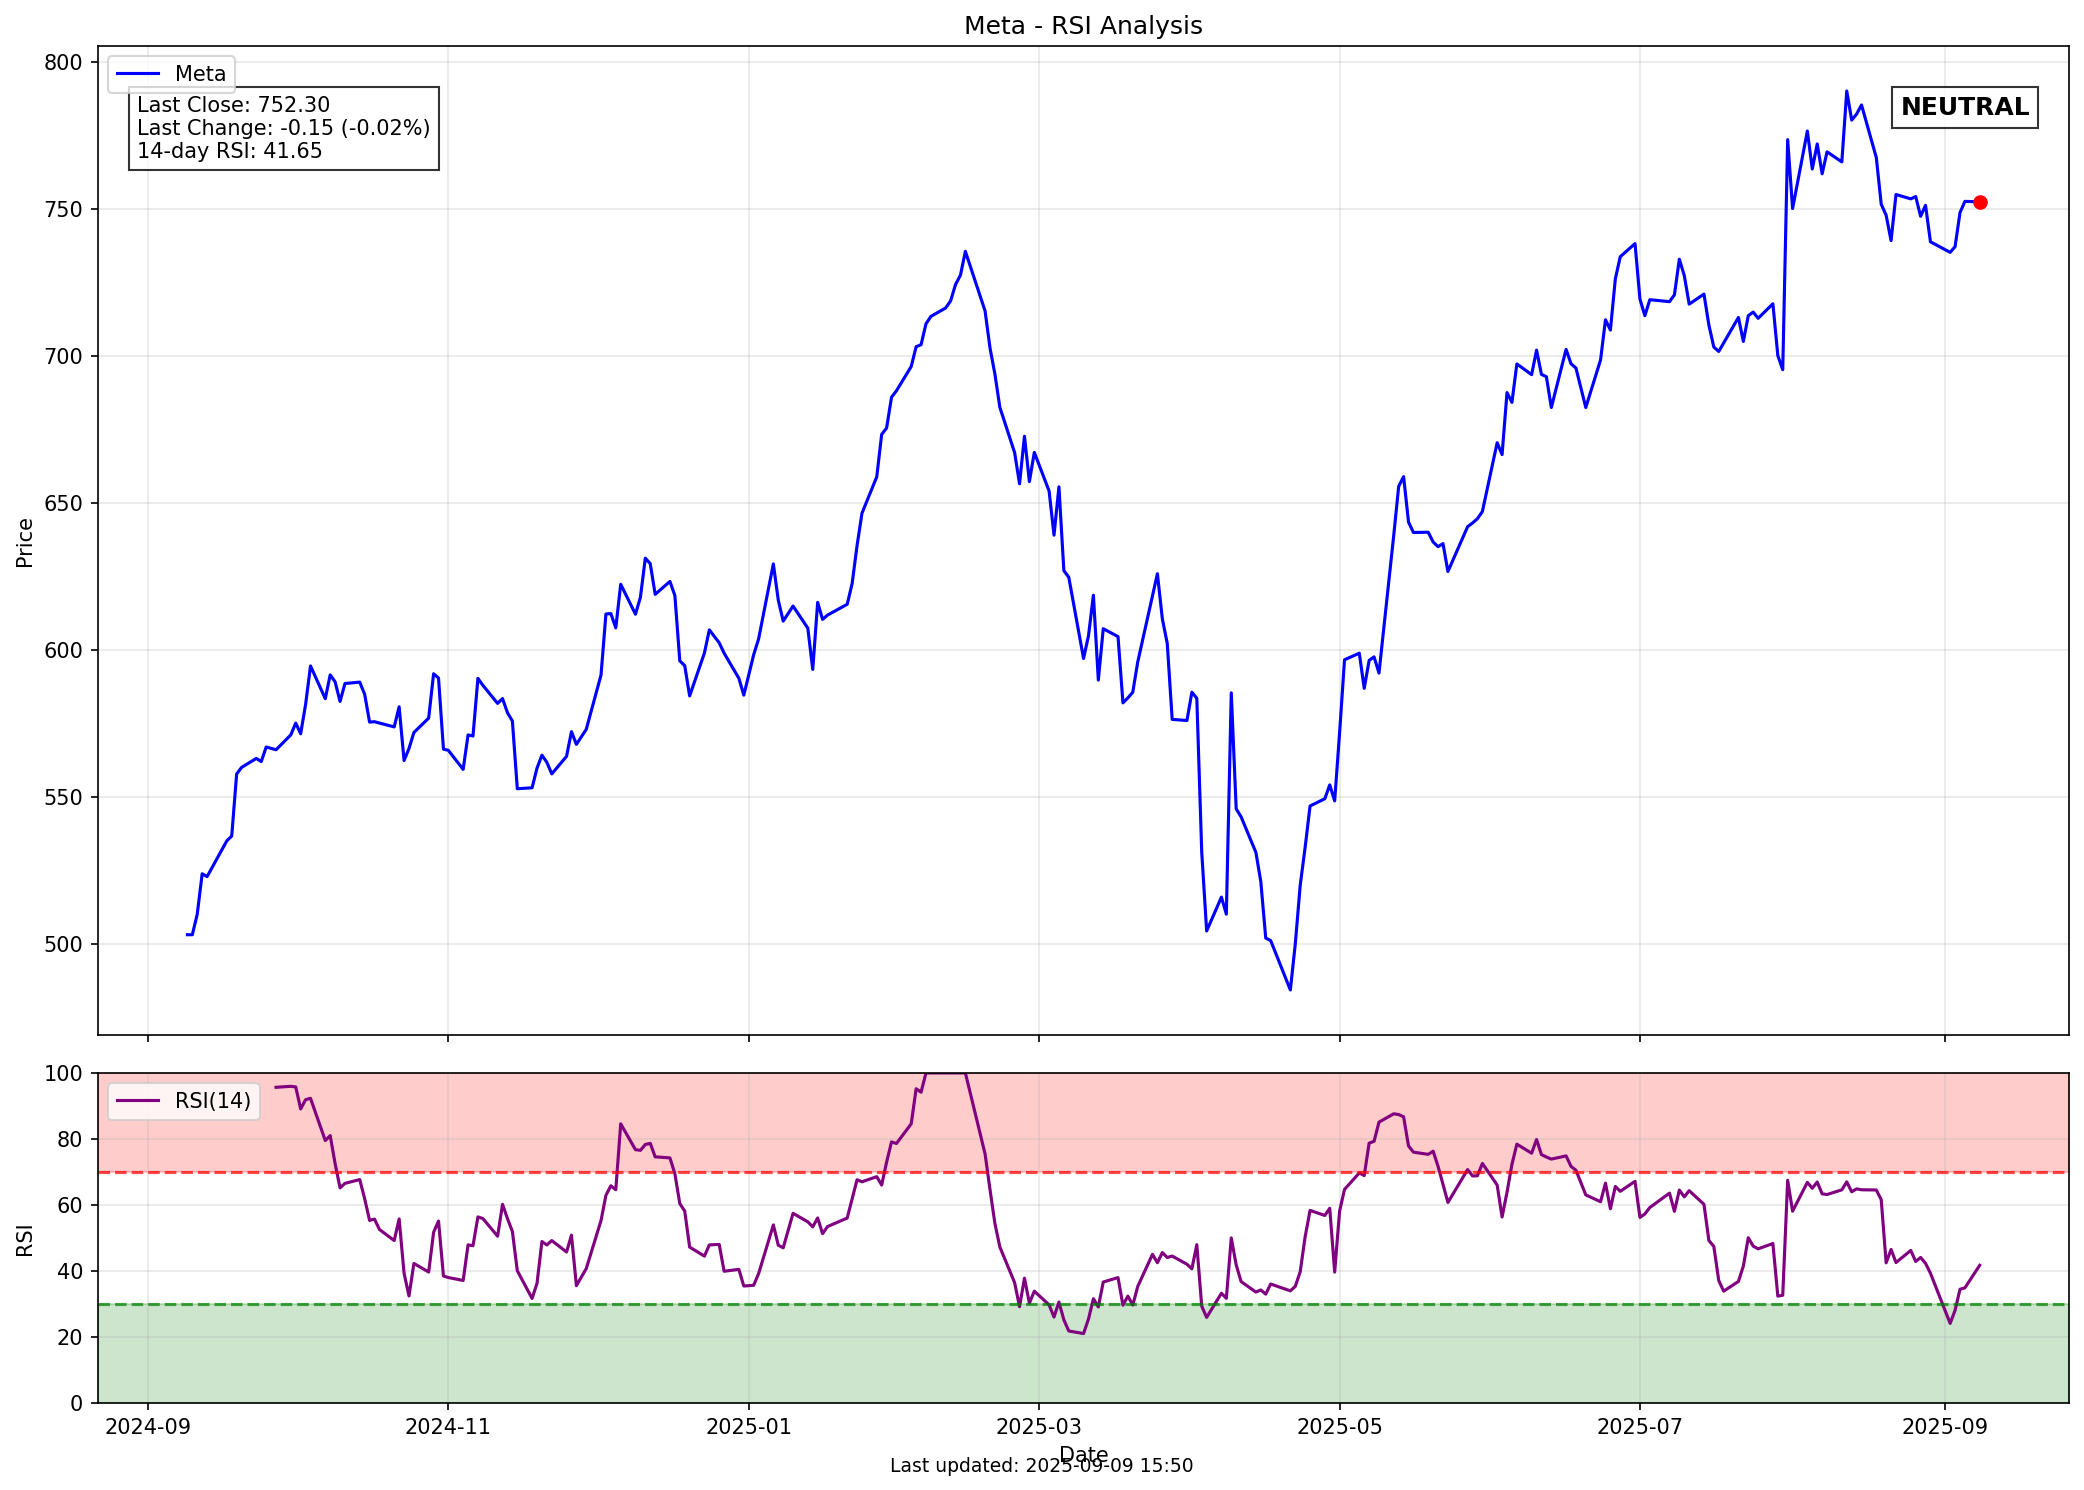 Meta - RSI Analysis
Meta
Last Close: 752.30
Last Change: -0.15 (-0.02%)
14-day RSI: 41.65
NEUTRAL
Price
800
750
700
650
600
550
500
RSI(14)
RSI
100
80
60
40
20
0
2024-09 2024-11 2025-01 2025-03 2025-05 2025-07 2025-09
Date
Last updated: 2025-09-09 15:50